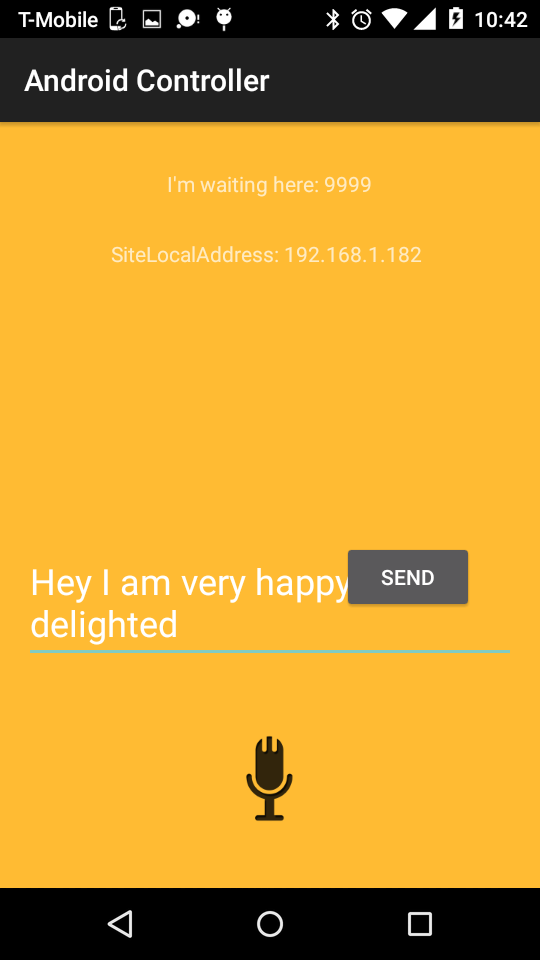 T-Mobile 10:42
Android Controller
I'm waiting here: 9999
SiteLocalAddress: 192.168.1.182
Hey I am very happy SEND
delighted